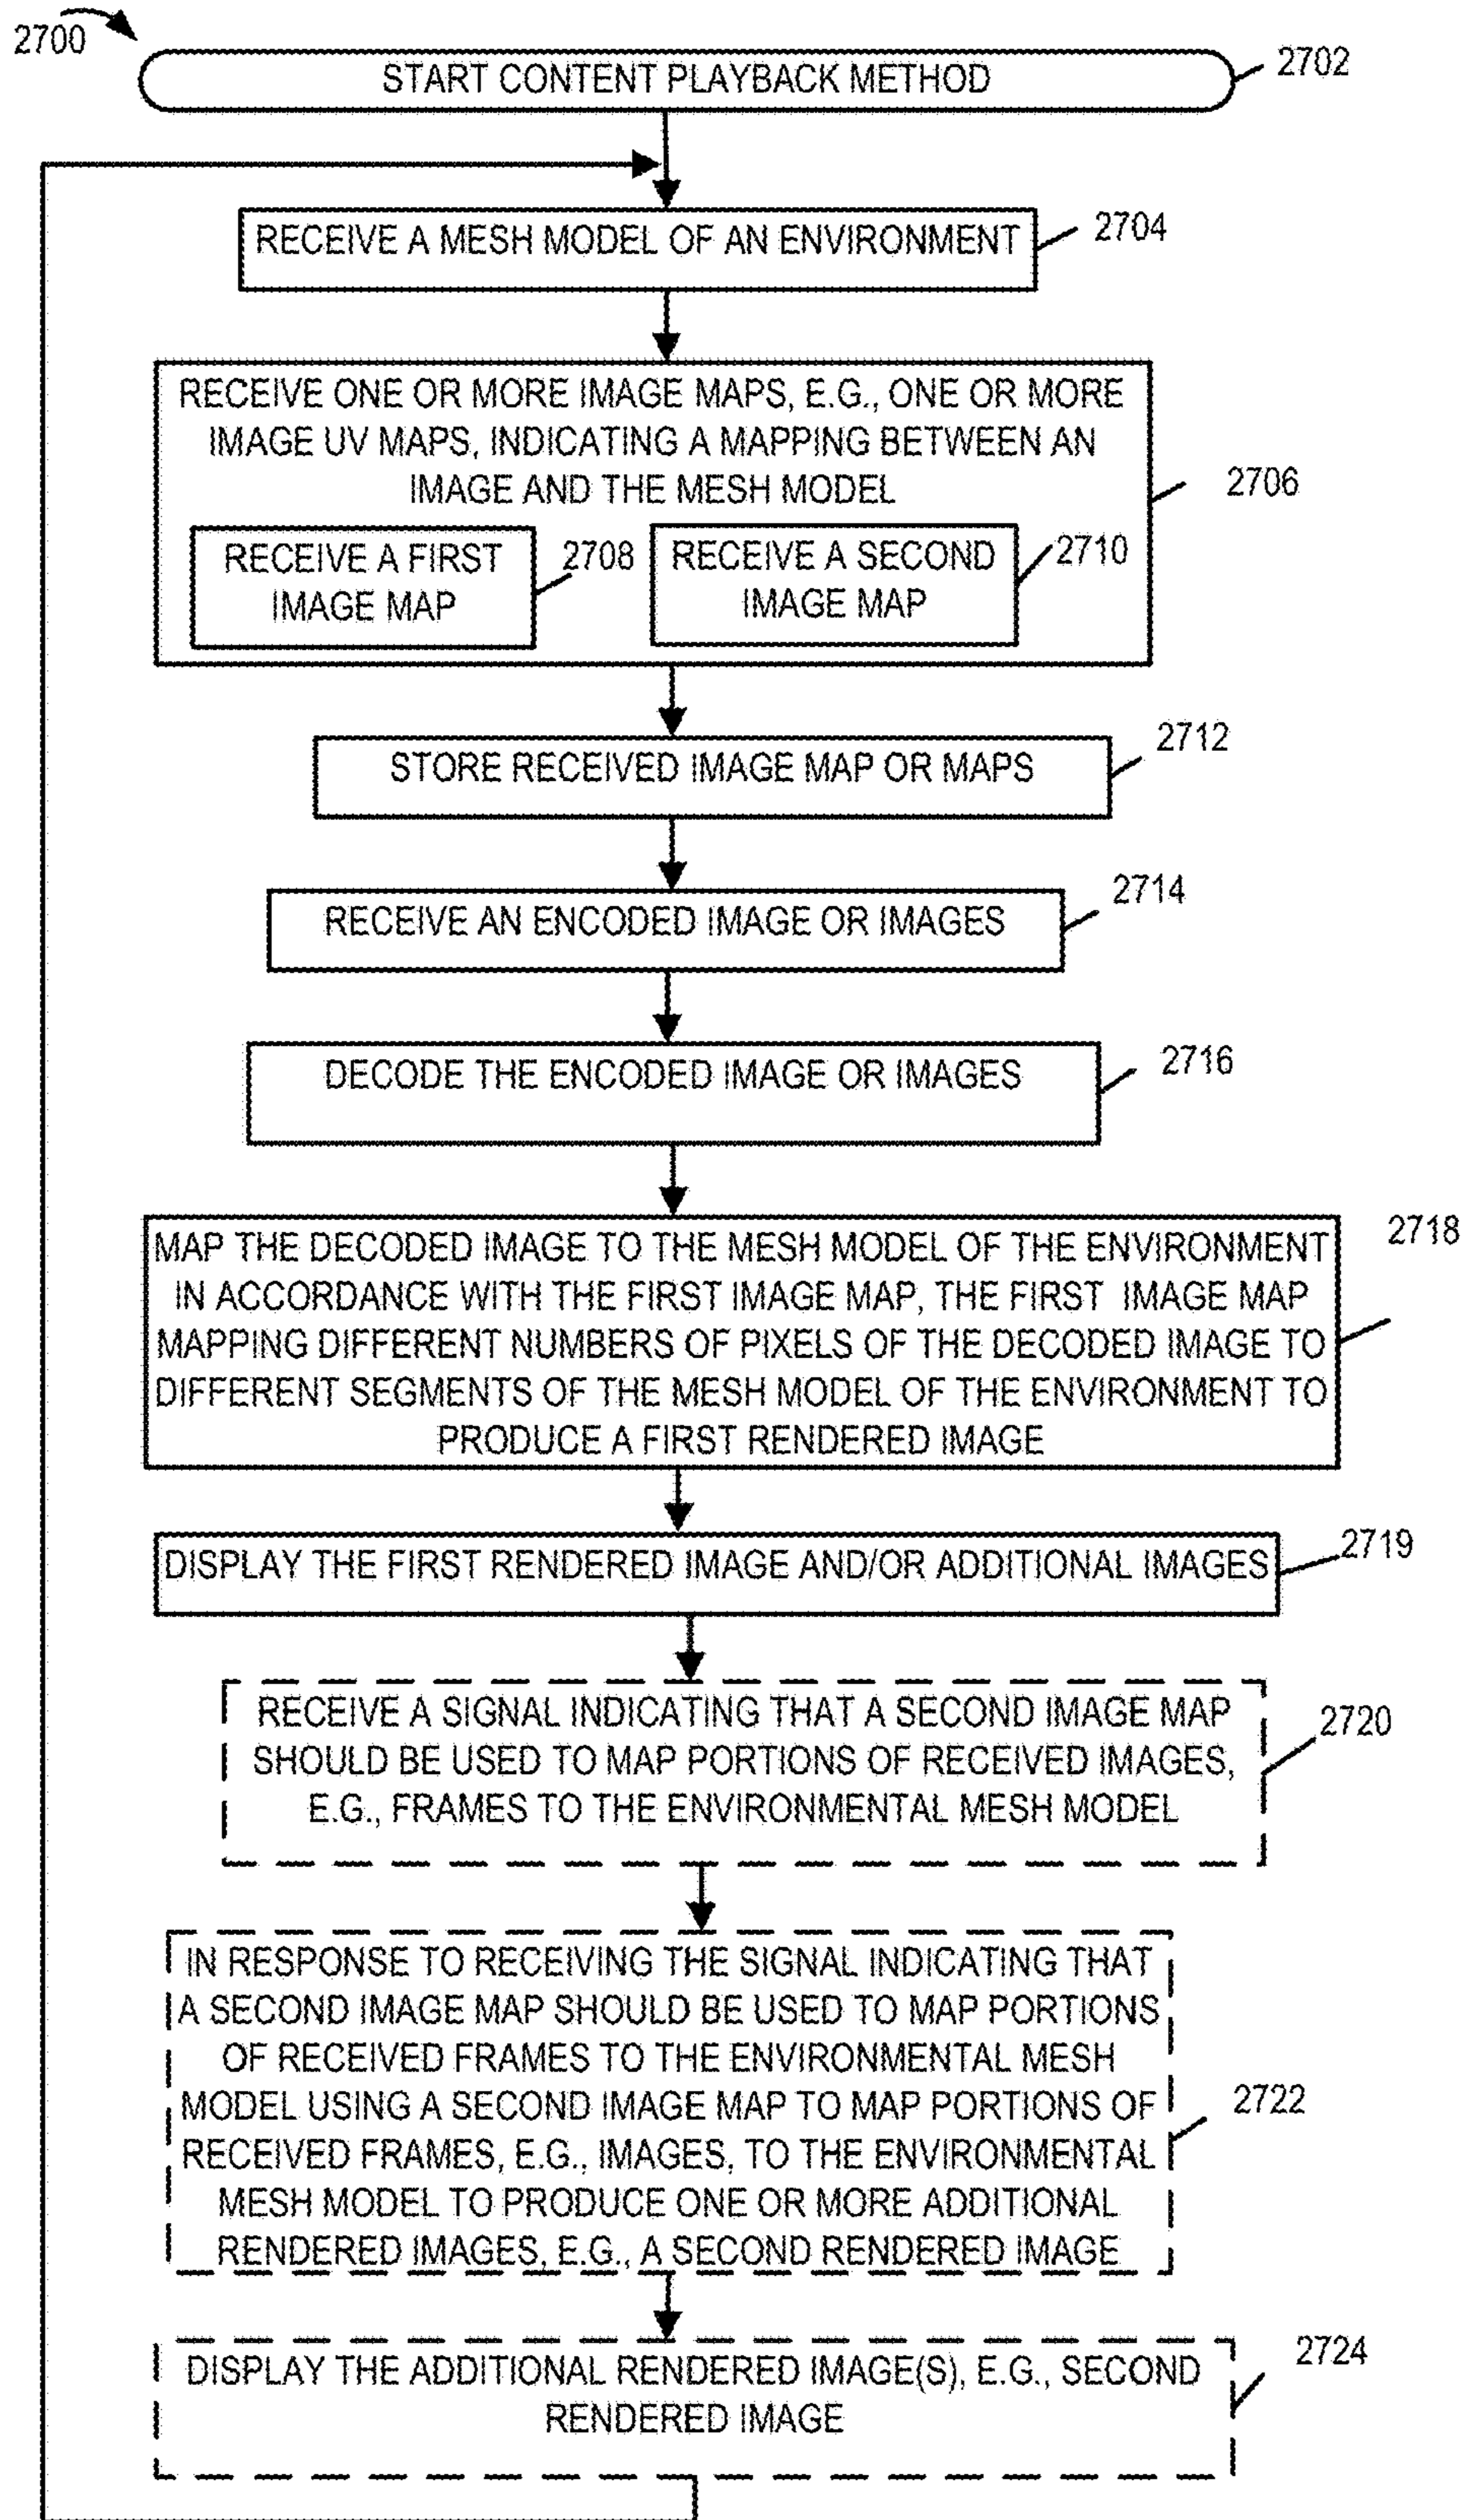 2700
START CONTENT PLAYBACK METHOD
2702
RECEIVE A MESH MODEL OF AN ENVIRONMENT
2704
RECEIVE ONE OR MORE IMAGE MAPS, E.G., ONE OR MORE
IMAGE UV MAPS, INDICATING A MAPPING BETWEEN AN
IMAGE AND THE MESH MODEL
2706
RECEIVE A FIRST
IMAGE MAP
2708
RECEIVE A SECOND
IMAGE MAP
2710
STORE RECEIVED IMAGE MAP OR MAPS
2712
RECEIVE AN ENCODED IMAGE OR IMAGES
2714
DECODE THE ENCODED IMAGE OR IMAGES
2716
MAP THE DECODED IMAGE TO THE MESH MODEL OF THE ENVIRONMENT
IN ACCORDANCE WITH THE FIRST IMAGE MAP, THE FIRST IMAGE MAP
MAPPING DIFFERENT NUMBERS OF PIXELS OF THE DECODED IMAGE TO
DIFFERENT SEGMENTS OF THE MESH MODEL OF THE ENVIRONMENT TO
PRODUCE A FIRST RENDERED IMAGE
2718
DISPLAY THE FIRST RENDERED IMAGE AND/OR ADDITIONAL IMAGES
2719
RECEIVE A SIGNAL INDICATING THAT A SECOND IMAGE MAP
SHOULD BE USED TO MAP PORTIONS OF RECEIVED IMAGES,
E.G., FRAMES TO THE ENVIRONMENTAL MESH MODEL
2720
IN RESPONSE TO RECEIVING THE SIGNAL INDICATING THAT
A SECOND IMAGE MAP SHOULD BE USED TO MAP PORTIONS
OF RECEIVED FRAMES TO THE ENVIRONMENTAL MESH
MODEL USING A SECOND IMAGE MAP TO MAP PORTIONS OF
RECEIVED FRAMES, E.G., IMAGES, TO THE ENVIRONMENTAL
MESH MODEL TO PRODUCE ONE OR MORE ADDITIONAL
RENDERED IMAGES, E.G., A SECOND RENDERED IMAGE
2722
DISPLAY THE ADDITIONAL RENDERED IMAGE(S), E.G., SECOND
RENDERED IMAGE
2724